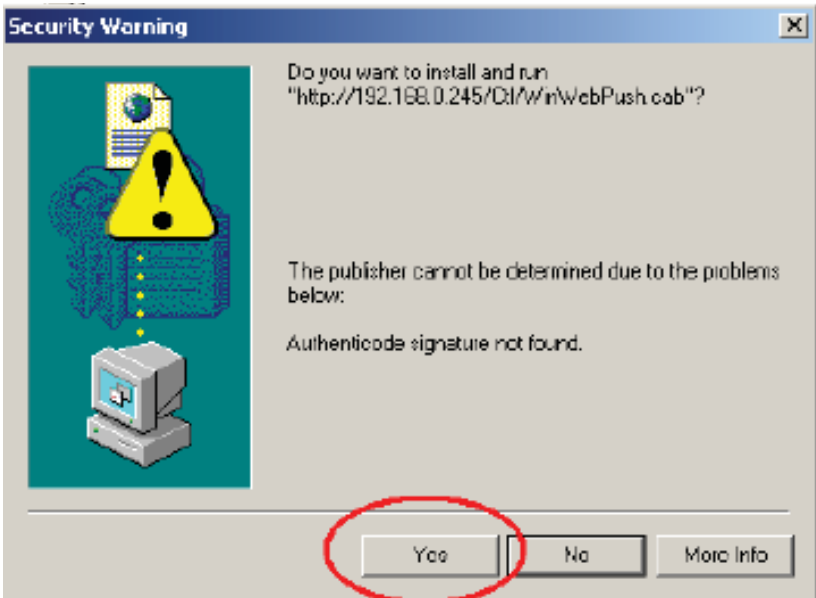 Security Warning
Do you want to install and run
"http://192.168.0.245/Ctl/WinWebPush.cab"?
The publisher cannot be determined due to the problems
below:
Authenticode signature not found.
Yes
No
More Info